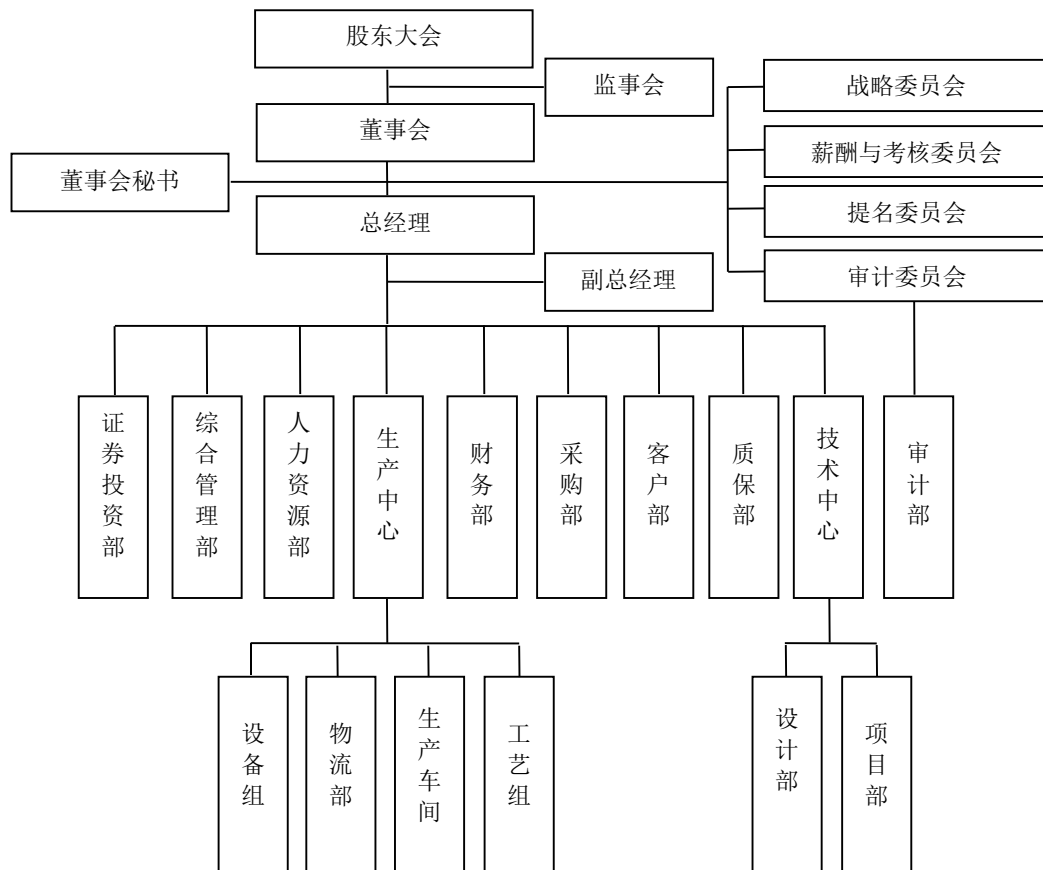 股东大会
监事会
战略委员会
董事会
薪酬与考核委员会
董事会秘书
提名委员会
总经理
审计委员会
副总经理
证券投资部
综合管理部
人力资源部
生产中心
财务部
采购部
客户部
质保部
技术中心
审计部
设备组
物流部
生产车间
工艺组
设计部
项目部